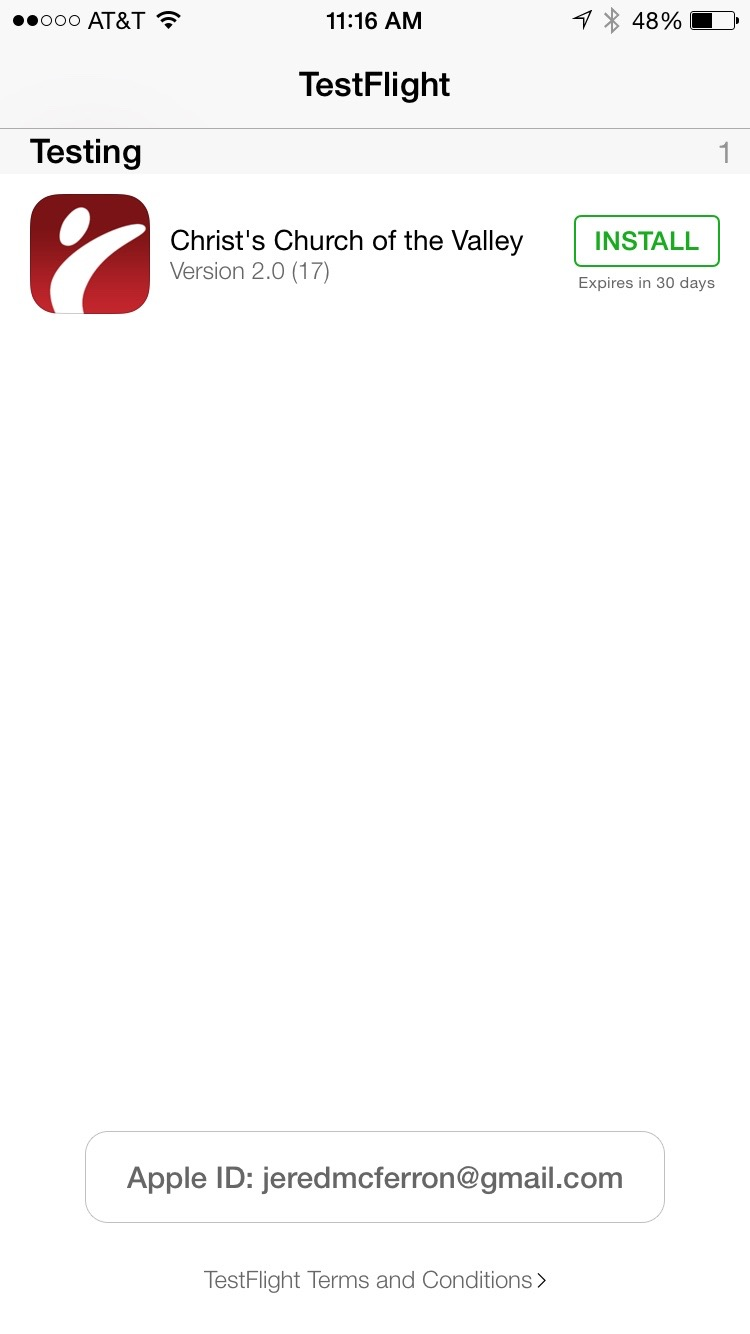 AT&T 11:16 AM 48%
TestFlight
Testing 1
Christ's Church of the Valley
Version 2.0 (17)
INSTALL
Expires in 30 days
Apple ID: jeredmcferron@gmail.com
TestFlight Terms and Conditions